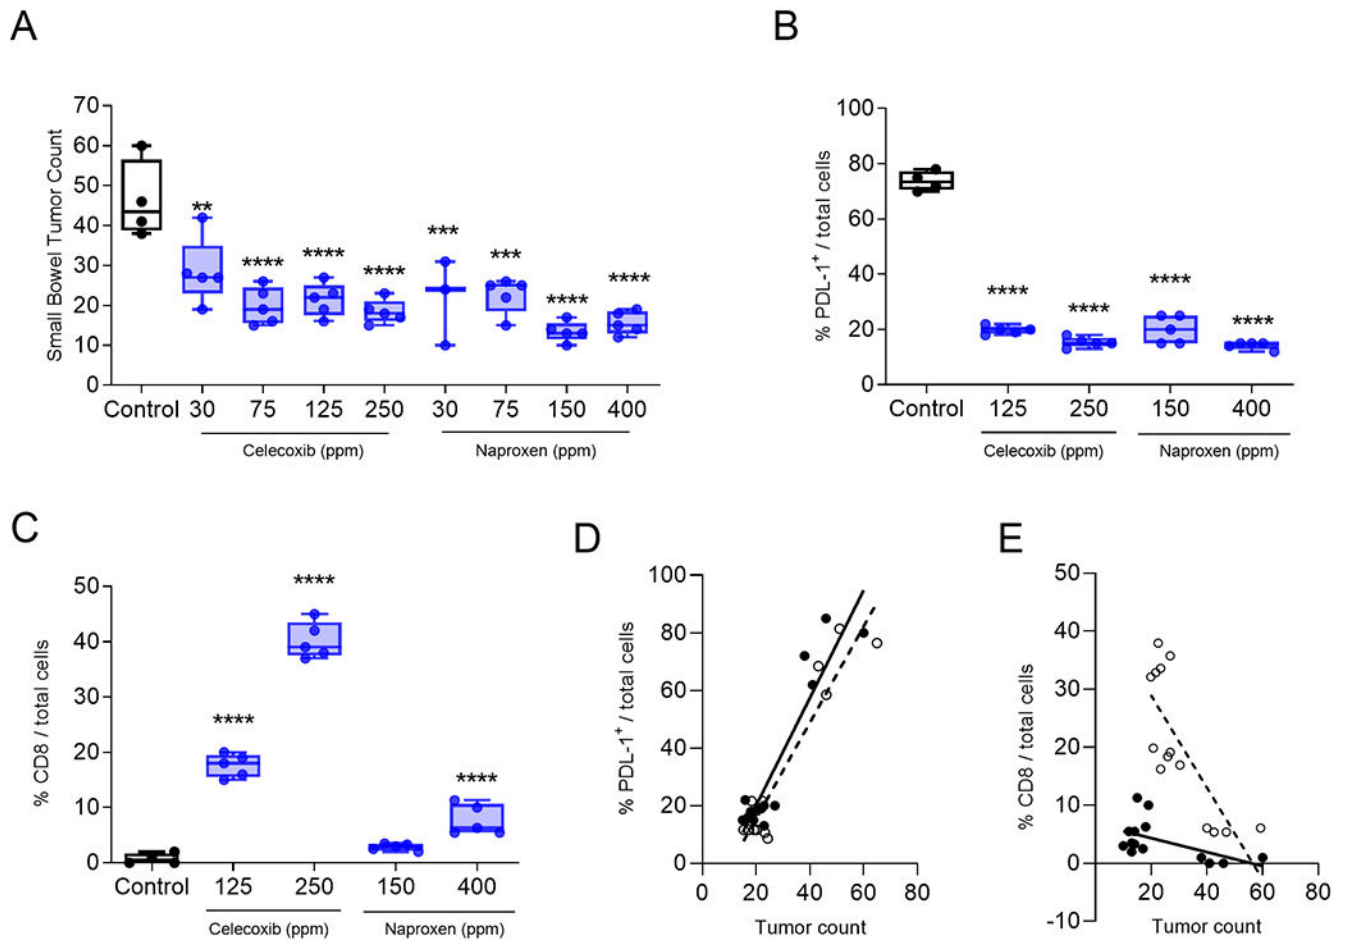 A
Small Bowel Tumor Count
70
60
50
40
30
20
10
0
**
****
****
****
***
***
****
****
Control 30 75 125 250 30 75 150 400
Celecoxib (ppm) Naproxen (ppm)
B
% PDL-1+ / total cells
100
80
60
40
20
0
****
****
****
****
Control 125 250 150 400
Celecoxib (ppm) Naproxen (ppm)
C
% CD8 / total cells
50
40
30
20
10
0
****
****
****
Control 125 250 150 400
Celecoxib (ppm) Naproxen (ppm)
D
% PDL-1+ / total cells
100
80
60
40
20
0
0 20 40 60 80
Tumor count
E
% CD8 / total cells
50
40
30
20
10
0
-10
20 40 60 80
Tumor count